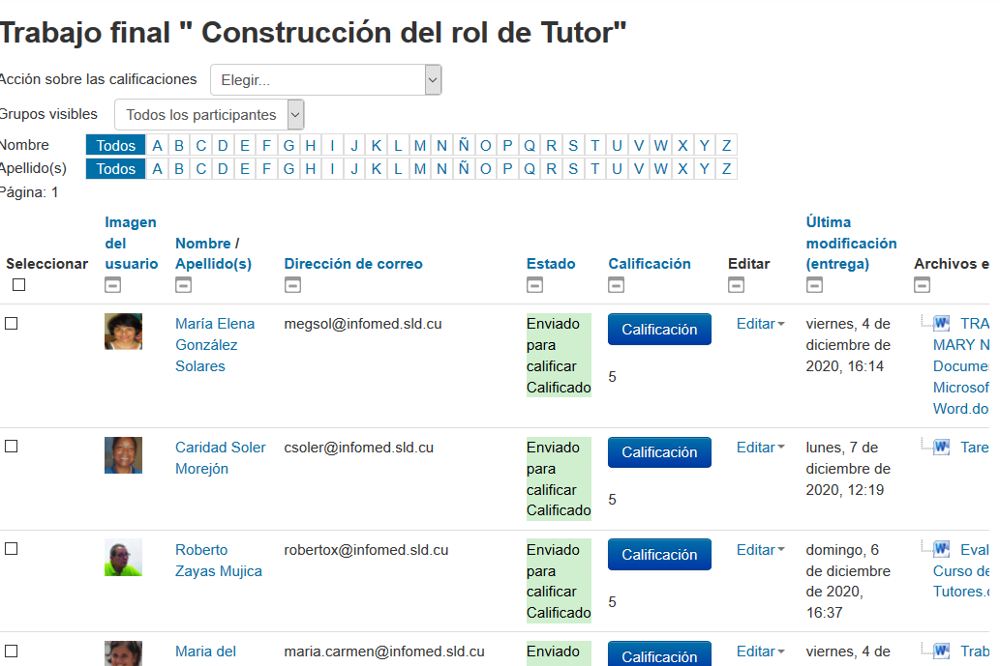 Trabajo final " Construcción del rol de Tutor"
Acción sobre las calificaciones Elegir...
Grupos visibles Todos los participantes
Nombre Todos A B C D E F G H I J K L M N Ñ O P Q R S T U V W X Y Z
Apellido(s) Todos A B C D E F G H I J K L M N Ñ O P Q R S T U V W X Y Z
Página: 1
Seleccionar
Imagen
del
usuario
Nombre /
Apellido(s)
Dirección de correo
Estado
Calificación
Editar
Última
modificación
(entrega)
Archivos e
María Elena
González
Solares
megsol@infomed.sld.cu
Enviado
para
calificar
Calificado
Calificación
5
Editar
viernes, 4 de
diciembre de
2020, 16:14
TRA
MARY N
Docume
Microsof
Word.do
Caridad Soler
Morejón
csoler@infomed.sld.cu
Enviado
para
calificar
Calificado
Calificación
5
Editar
lunes, 7 de
diciembre de
2020, 12:19
Tare
Roberto
Zayas Mujica
robertox@infomed.sld.cu
Enviado
para
calificar
Calificado
Calificación
5
Editar
domingo, 6
de diciembre
de 2020,
16:37
Eval
Curso de
Tutores.
Maria del
maria.carmen@infomed.sld.cu
Enviado
Calificación
Editar
viernes, 4 de
Trab